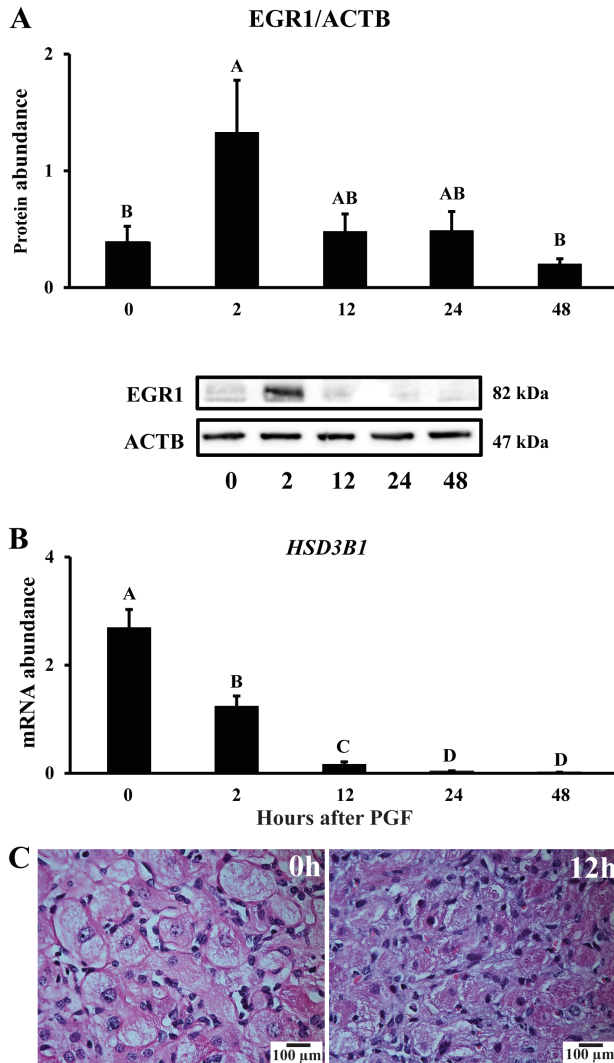 A
EGR1/ACTB
Protein abundance
2
1
0
B
A
AB
AB
B
0 2 12 24 48
EGR1
82 kDa
ACTB
47 kDa
0 2 12 24 48
B
HSD3B1
mRNA abundance
4
2
0
A
B
C
D
D
0 2 12 24 48
Hours after PGF
C
0h
12h
100 µm
100 µm